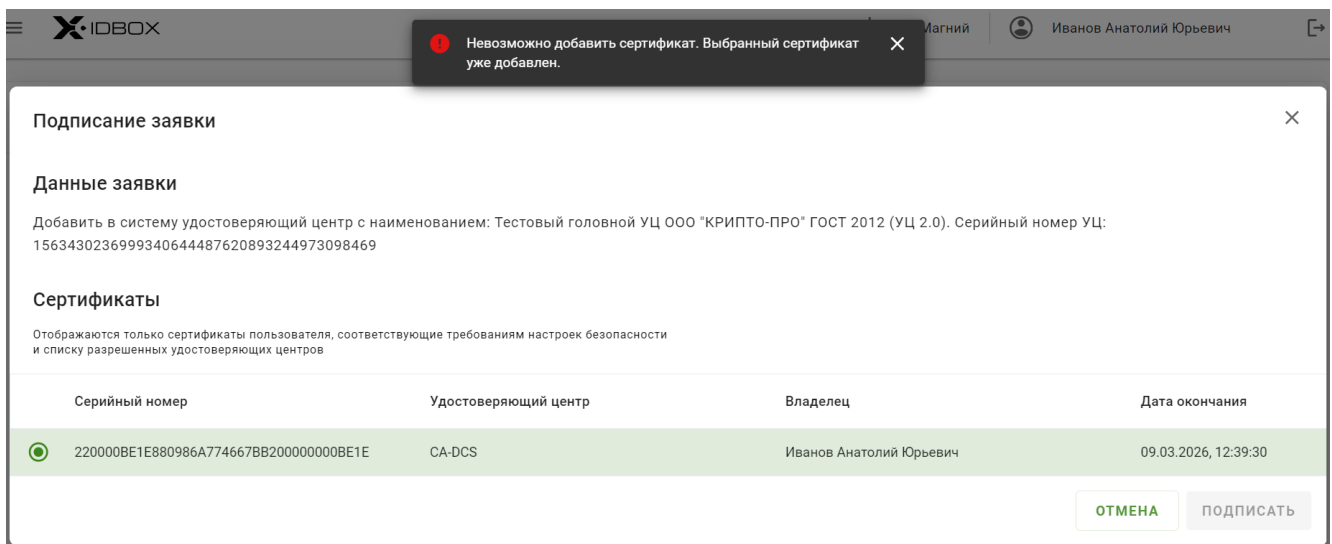 IDBOX
Магний
Иванов Анатолий Юрьевич
Невозможно добавить сертификат. Выбранный сертификат
уже добавлен.
Подписание заявки
Данные заявки
Добавить в систему удостоверяющий центр с наименованием: Тестовый головной УЦ ООО "КРИПТО-ПРО" ГОСТ 2012 (УЦ 2.0). Серийный номер УЦ:
156343023699934064448762089324497309​8469
Сертификаты
Отображаются только сертификаты пользователя, соответствующие требованиям настроек безопасности
и списку разрешенных удостоверяющих центров
Серийный номер Удостоверяющий центр Владелец Дата окончания
220000BE1E880986A774667BB200000000BE1E CA-DCS Иванов Анатолий Юрьевич 09.03.2026, 12:39:30
ОТМЕНА ПОДПИСАТЬ